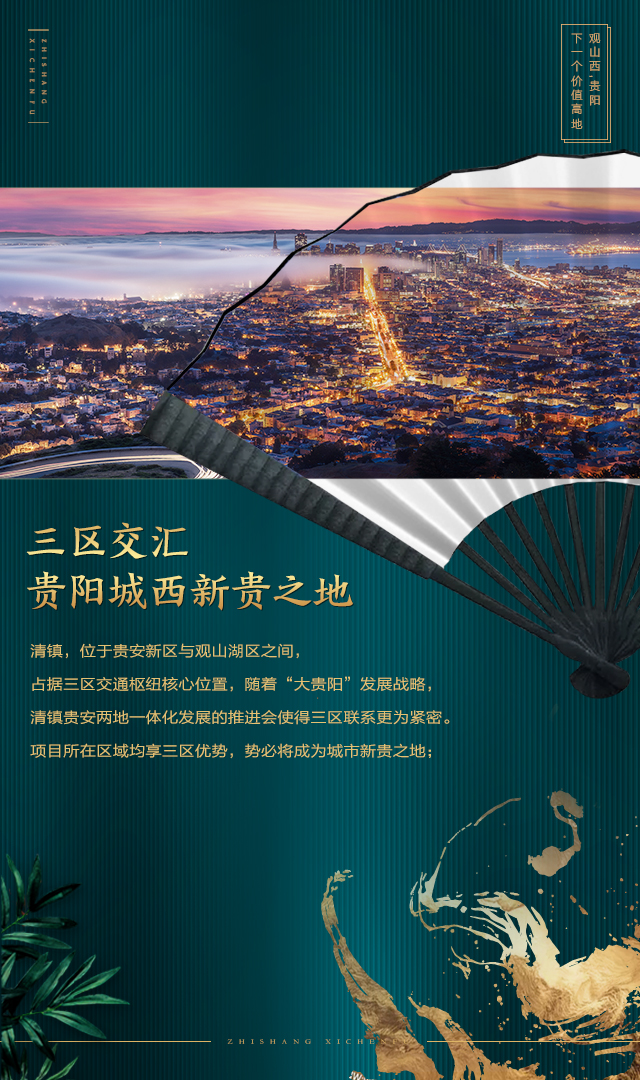 ZHISHANG
XICHENFU
观山西.贵阳
下一个价值高地
三区交汇
贵阳城西新贵之地
清镇，位于贵安新区与观山湖区之间，
占据三区交通枢纽核心位置，随着“大贵阳”发展战略，
清镇贵安两地一体化发展的推进会使得三区联系更为紧密。
项目所在区域均享三区优势，势必将成为城市新贵之地；
ZHISHANG XICHE